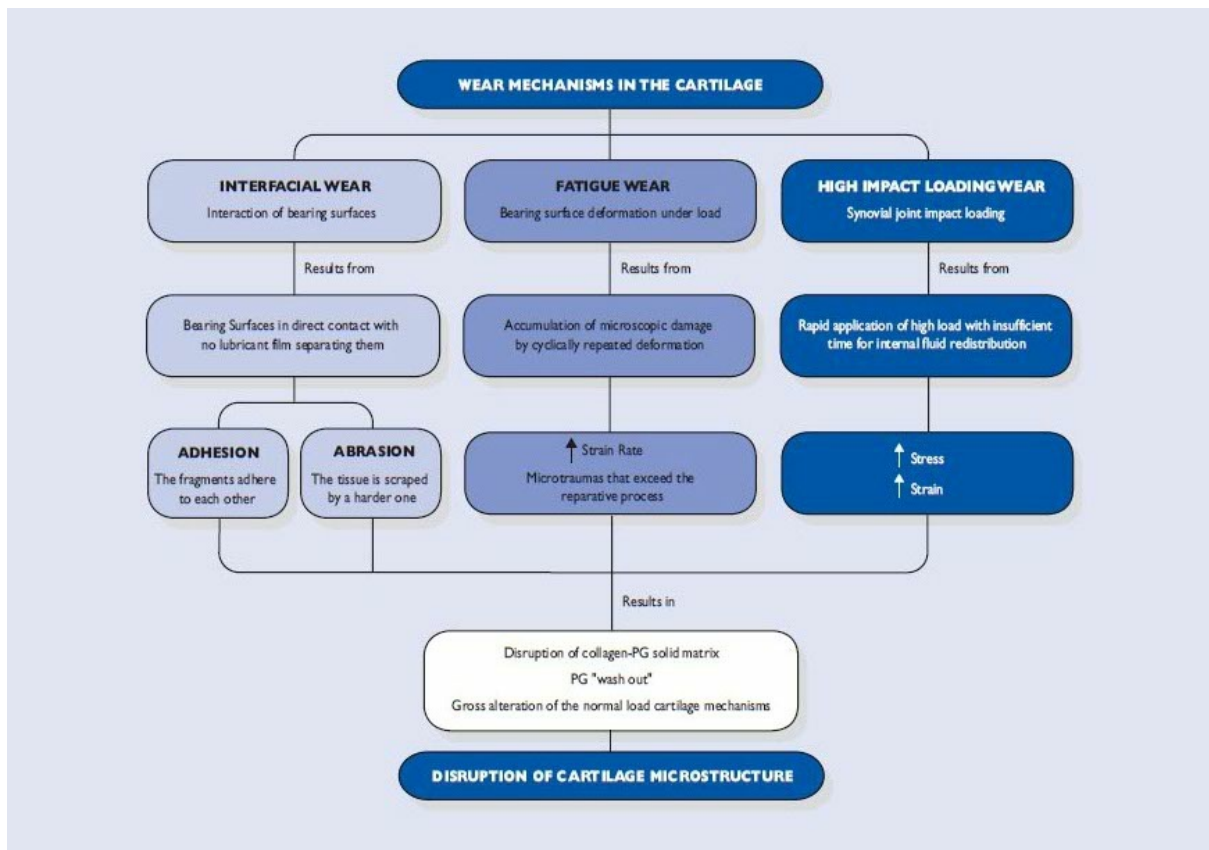 WEAR MECHANISMS IN THE CARTILAGE
INTERFACIAL WEAR
Interaction of bearing surfaces
FATIGUE WEAR
Bearing surface deformation under load
HIGH IMPACT LOADING WEAR
Synovial joint impact loading
Results from
Results from
Results from
Bearing Surfaces in direct contact with
no lubricant film separating them
Accumulation of microscopic damage
by cyclically repeated deformation
Rapid application of high load with insufficient
time for internal fluid redistribution
ADHESION
The fragments adhere
to each other
ABRASION
The tissue is scraped
by a harder one
↑ Strain Rate
Microtraumas that exceed the
reparative process
↑ Stress
↑ Strain
Results in
Disruption of collagen-PG solid matrix
PG "wash out"
Gross alteration of the normal load cartilage mechanisms
DISRUPTION OF CARTILAGE MICROSTRUCTURE